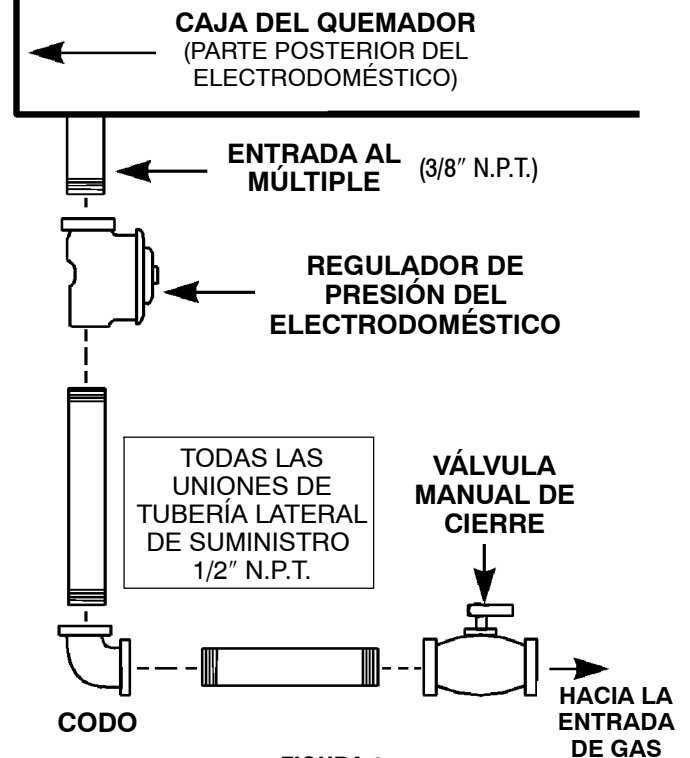 CAJA DEL QUEMADOR
(PARTE POSTERIOR DEL
ELECTRODOMÉSTICO)
ENTRADA AL
MÚLTIPLE
(3/8″ N.P.T.)
REGULADOR DE
PRESIÓN DEL
ELECTRODOMÉSTICO
TODAS LAS
UNIONES DE
TUBERÍA LATERAL
DE SUMINISTRO
1/2″ N.P.T.
VÁLVULA
MANUAL DE
CIERRE
CODO
HACIA LA
ENTRADA
DE GAS
FIGURA